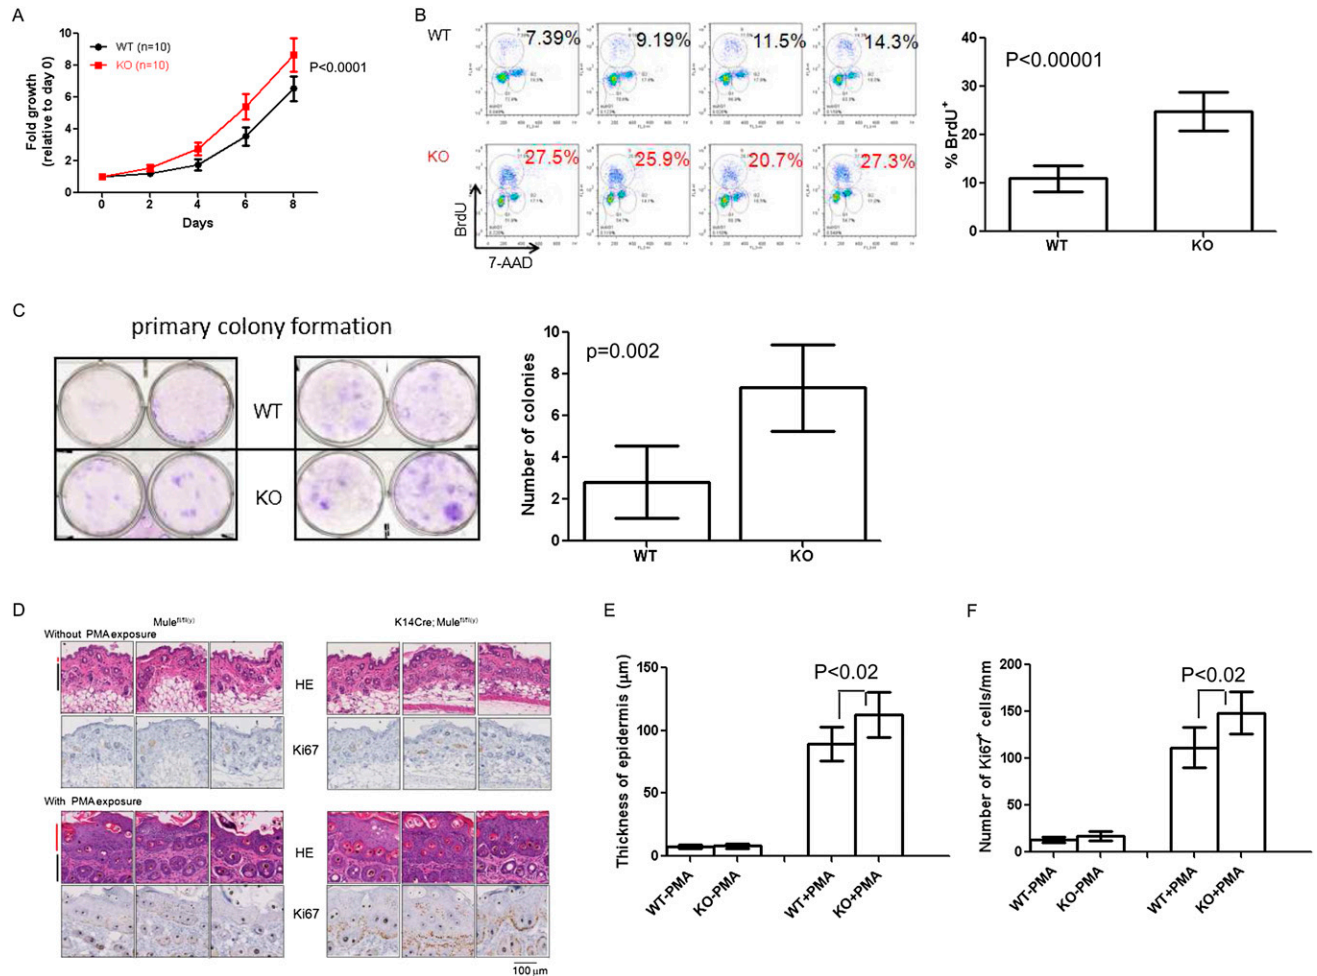 A
10
8
6
4
2
0
Fold growth
(relative to day 0)
WT (n=10)
KO (n=10)
P<0.0001
0 2 4 6 8
Days
B
WT
7.39% 9.19% 11.5% 14.3%
KO
27.5% 25.9% 20.7% 27.3%
BrdU
7-AAD
40
30
20
10
0
% BrdU+
P<0.00001
WT KO
C
primary colony formation
WT
KO
10
8
6
4
2
0
Number of colonies
p=0.002
WT KO
D
Mulefl/fl(y) K14Cre; Mulefl/fl(y)
Without PMA exposure
HE
Ki67
With PMA exposure
HE
Ki67
100 μm
E
150
100
50
0
Thickness of epidermis (μm)
P<0.02
WT-PMA KO-PMA WT+PMA KO+PMA
F
200
150
100
50
0
Number of Ki67+ cells/mm
P<0.02
WT-PMA KO-PMA WT+PMA KO+PMA